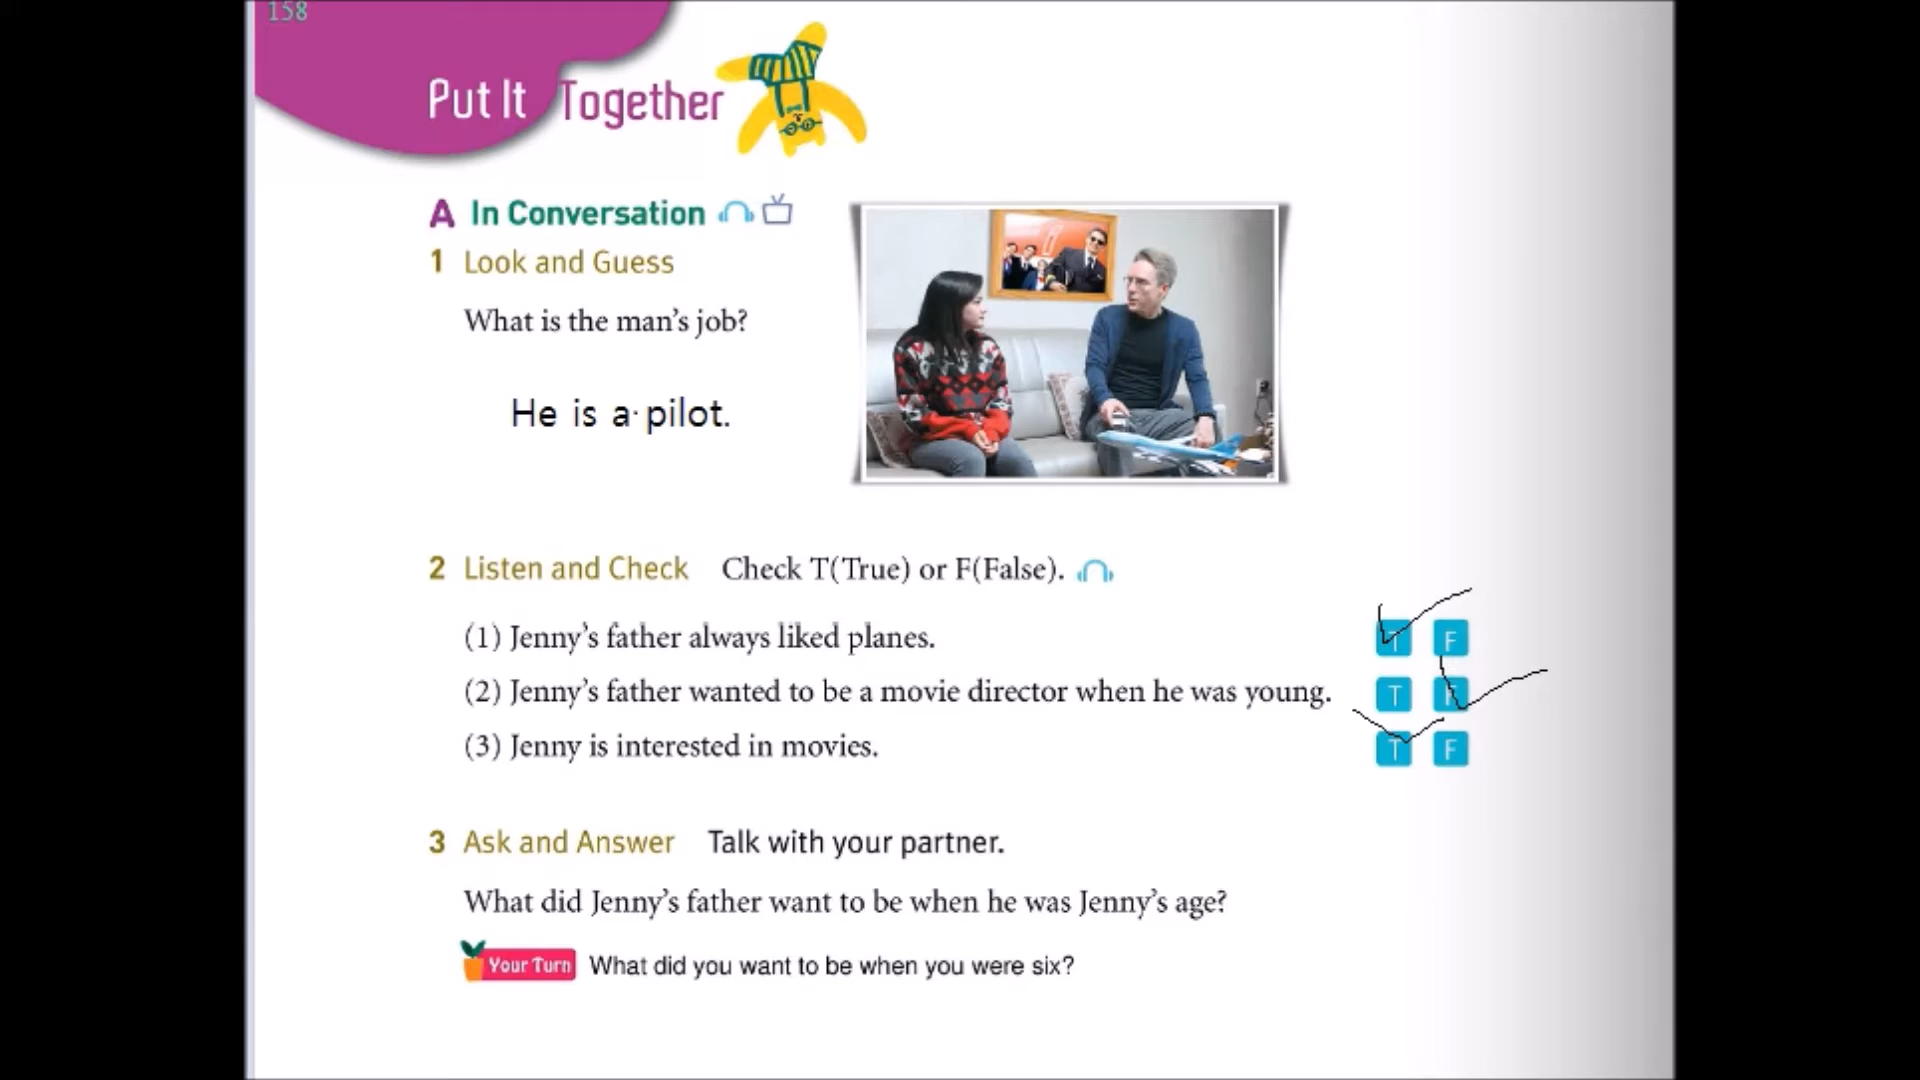 158
Put It Together
A In Conversation
1 Look and Guess
What is the man's job?
He is a pilot.
2 Listen and Check Check T(True) or F(False).
(1) Jenny's father always liked planes. T F
(2) Jenny's father wanted to be a movie director when he was young. T F
(3) Jenny is interested in movies. T F
3 Ask and Answer Talk with your partner.
What did Jenny's father want to be when he was Jenny's age?
Your Turn What did you want to be when you were six?